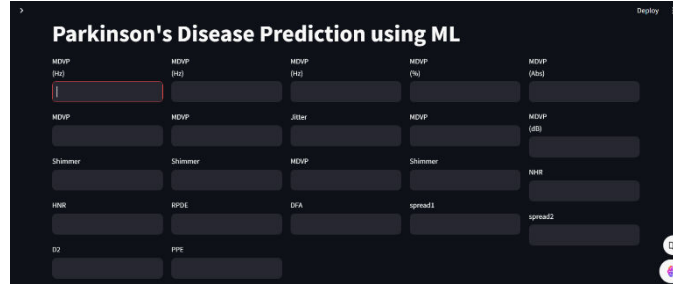 Deploy
Parkinson's Disease Prediction using ML
MDVP MDVP MDVP MDVP MDVP
(Hz) (Hz) (Hz) (%) (Abs)
MDVP MDVP Jitter MDVP MDVP
(dB)
Shimmer Shimmer MDVP Shimmer
NHR
HNR RPDE DFA spread1
spread2
D2 PPE